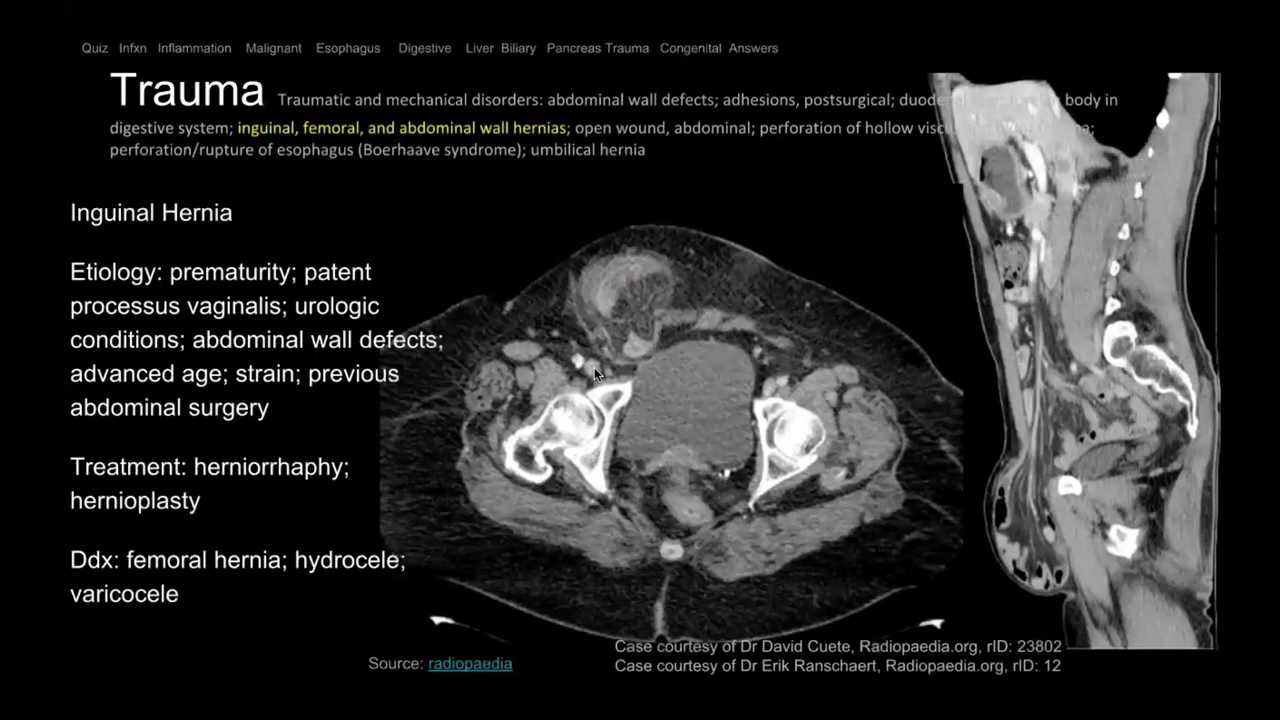 Quiz Infxn Inflammation Malignant Esophagus Digestive Liver Biliary Pancreas Trauma Congenital Answers
Trauma Traumatic and mechanical disorders: abdominal wall defects; adhesions, postsurgical; body in
digestive system; inguinal, femoral, and abdominal wall hernias; open wound, abdominal; perforation of hollow
perforation/rupture of esophagus (Boerhaave syndrome); umbilical hernia
Inguinal Hernia
Etiology: prematurity; patent
processus vaginalis; urologic
conditions; abdominal wall defects;
advanced age; strain; previous
abdominal surgery
Treatment: herniorrhaphy;
hernioplasty
Ddx: femoral hernia; hydrocele;
varicocele
Source: radiopaedia
Case courtesy of Dr David Cuete, Radiopaedia.org, rID: 23802
Case courtesy of Dr Erik Ranschaert, Radiopaedia.org, rID: 12